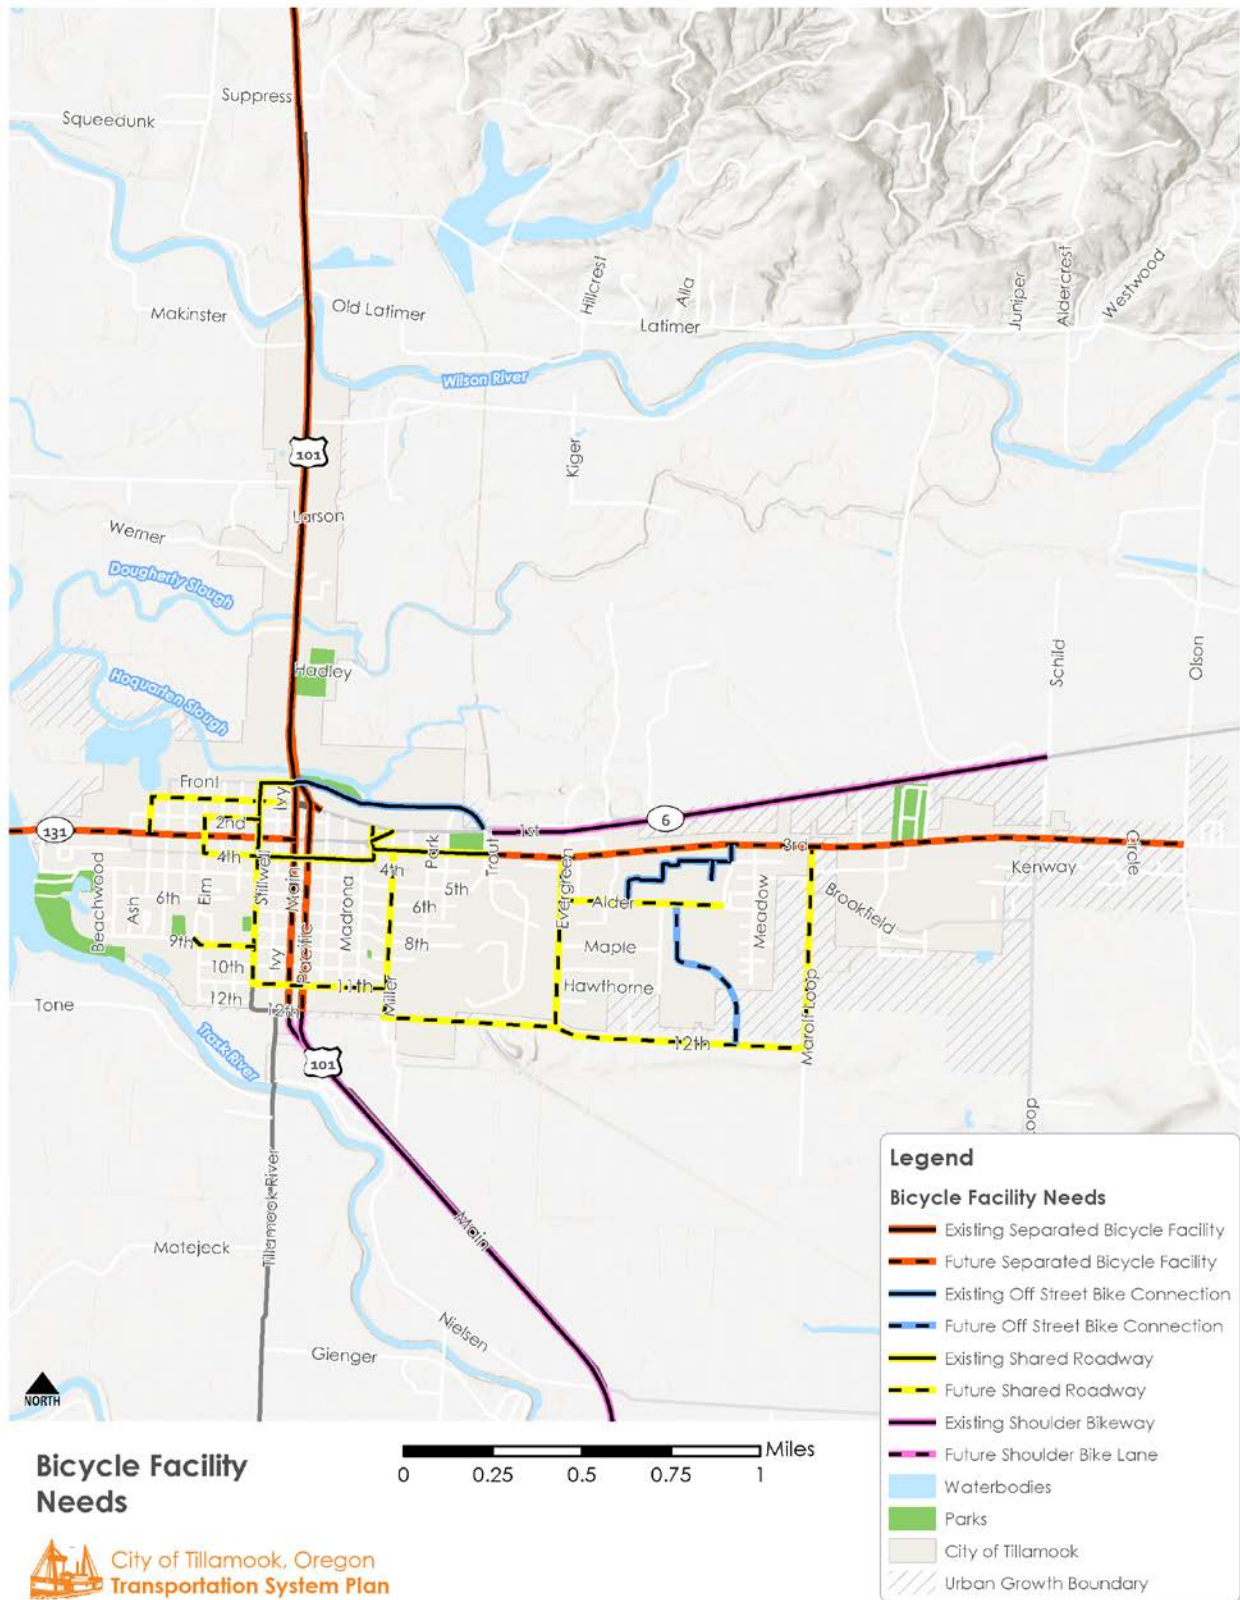 Suppress
Squeedunk
Hillcrest
Alla
Juniper
Aldercrest
Westwood
Makinster
Old Latimer
Latimer
Wilson River
101
Kiger
Larson
Werner
Dougherty Slough
Schild
Olson
Hadley
Hoquarten Slough
Front
Ivy
2nd
131
6
1st
3rd
4th
Stillwell
Main
Park
Trout
Kenway
Circle
Beachwood
Ash
6th
Elm
Madrona
4th
5th
6th
Evergreen
Alder
Meadow
Brookfield
9th
10th
Ivy
Pacific
8th
Maple
Hawthorne
11th
Miller
12th
12th
12th
Marolf Loop
Tone
Trask River
101
oop
Tillamook River
Matejeck
Main
Nielsen
Gienger
NORTH
Legend
Bicycle Facility Needs
Existing Separated Bicycle Facility
Future Separated Bicycle Facility
Existing Off Street Bike Connection
Future Off Street Bike Connection
Existing Shared Roadway
Future Shared Roadway
Existing Shoulder Bikeway
Future Shoulder Bike Lane
Waterbodies
Parks
City of Tillamook
Urban Growth Boundary
Bicycle Facility
Needs
Miles
0 0.25 0.5 0.75 1
City of Tillamook, Oregon
Transportation System Plan